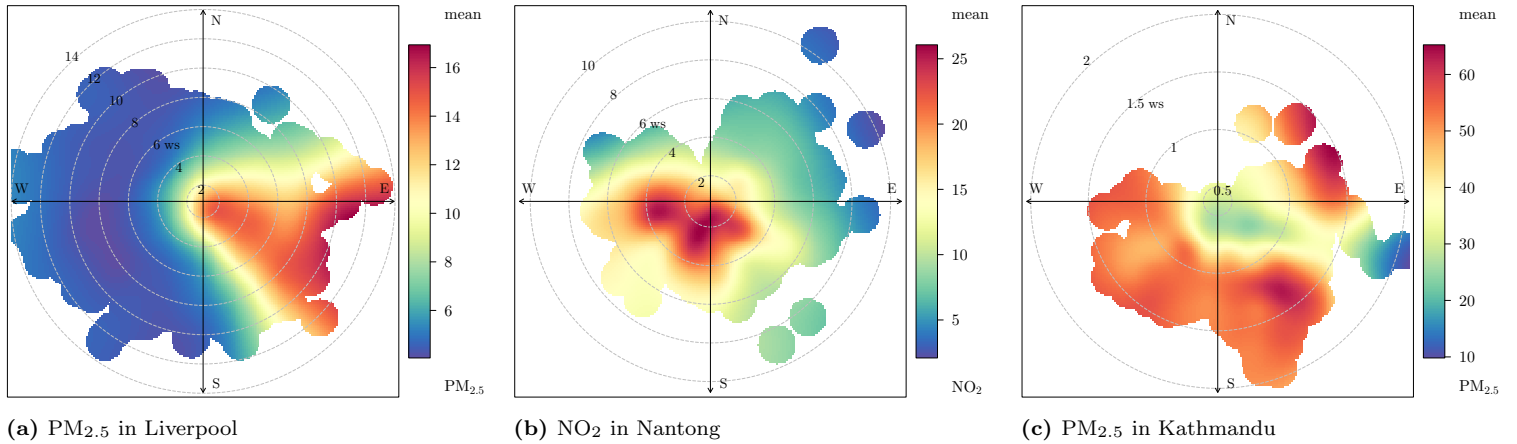 N
W
E
S
14
12
10
8
6 ws
4
2
mean
16
14
12
10
8
6
PM2.5
N
W
E
S
10
8
6 ws
4
2
mean
25
20
15
10
5
NO2
N
W
E
S
2
1.5 ws
1
0.5
mean
60
50
40
30
20
10
PM2.5
(a) PM2.5 in Liverpool
(b) NO2 in Nantong
(c) PM2.5 in Kathmandu